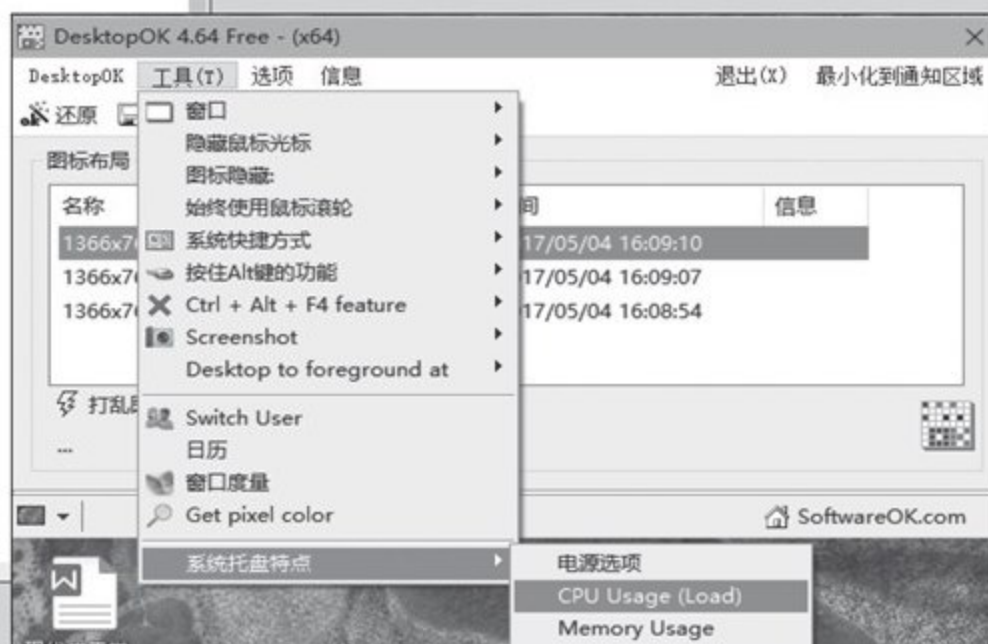 DesktopOK 4.64 Free - (x64)
DesktopOK 工具(T) 选项 信息 退出(X) 最小化到通知区域
还原
窗口
隐藏鼠标光标
图标布局
图标隐藏:
名称 始终使用鼠标滚轮 间 信息
1366x76 系统快捷方式 17/05/04 16:09:10
1366x76 按住Alt键的功能 17/05/04 16:09:07
1366x76 Ctrl + Alt + F4 feature 17/05/04 16:08:54
Screenshot
Desktop to foreground at
打乱
Switch User
...
日历
窗口度量
Get pixel color
SoftwareOK.com
系统托盘特点
电源选项
CPU Usage (Load)
Memory Usage